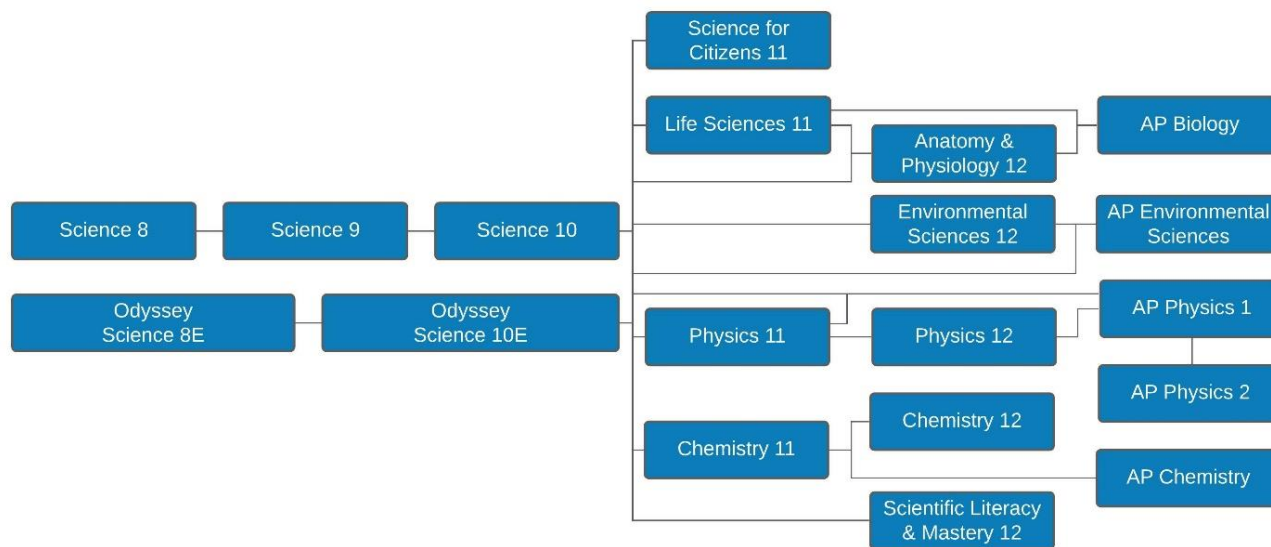 Science for
Citizens 11
Life Sciences 11
AP Biology
Anatomy &
Physiology 12
Science 8
Science 9
Science 10
Environmental
Sciences 12
AP Environmental
Sciences
Odyssey
Science 8E
Odyssey
Science 10E
Physics 11
Physics 12
AP Physics 1
AP Physics 2
Chemistry 11
Chemistry 12
AP Chemistry
Scientific Literacy
& Mastery 12